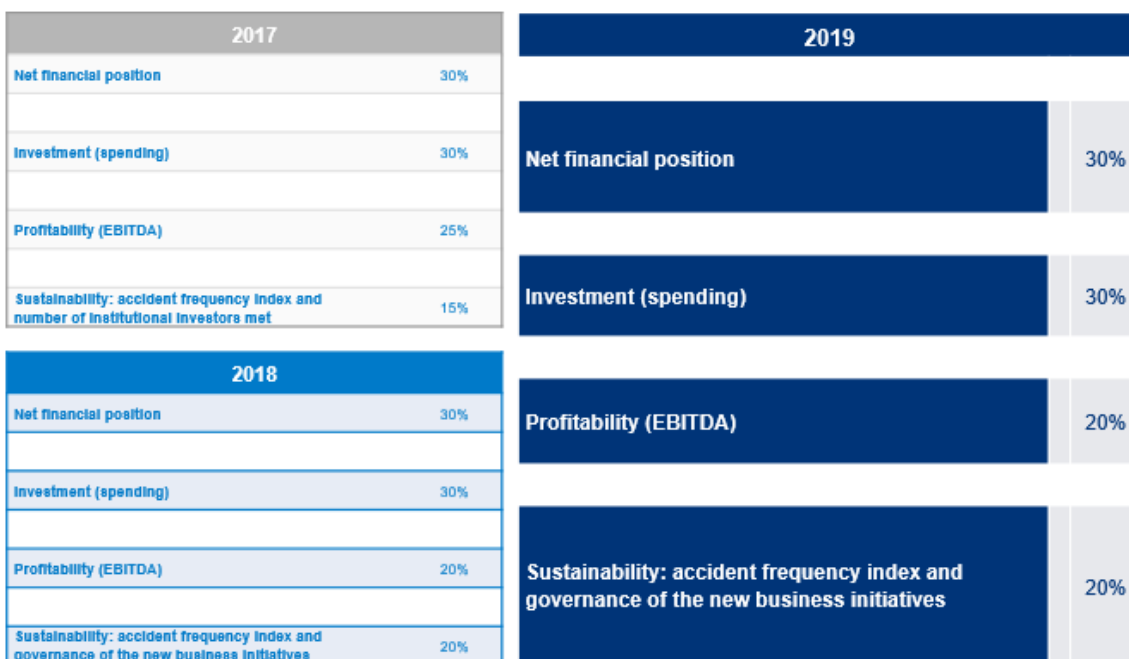 2017
Net financial position 30%
Investment (spending) 30%
Profitability (EBITDA) 25%
Sustainability: accident frequency index and
number of institutional investors met 15%
2018
Net financial position 30%
Investment (spending) 30%
Profitability (EBITDA) 20%
Sustainability: accident frequency index and
governance of the new business initiatives 20%
2019
Net financial position 30%
Investment (spending) 30%
Profitability (EBITDA) 20%
Sustainability: accident frequency index and
governance of the new business initiatives 20%